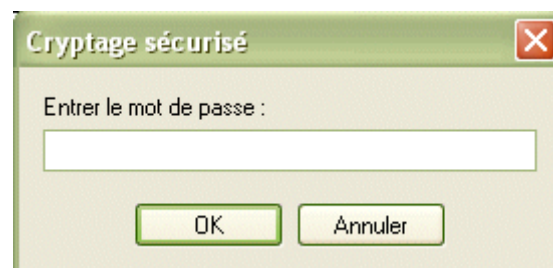 Cryptage sécurisé
Entrer le mot de passe :
OK Annuler